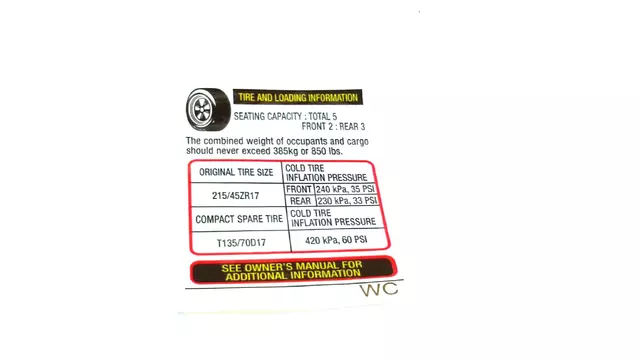 TIRE AND LOADING INFORMATION
SEATING CAPACITY : TOTAL 5
FRONT 2 : REAR 3
The combined weight of occupants and cargo
should never exceed 385kg or 850 lbs.
ORIGINAL TIRE SIZE
COLD TIRE
INFLATION PRESSURE
215/45ZR17
FRONT 240 kPa, 35 PSI
REAR 230 kPa, 33 PSI
COMPACT SPARE TIRE
COLD TIRE
INFLATION PRESSURE
T135/70D17
420 kPa, 60 PSI
SEE OWNER'S MANUAL FOR
ADDITIONAL INFORMATION
WC